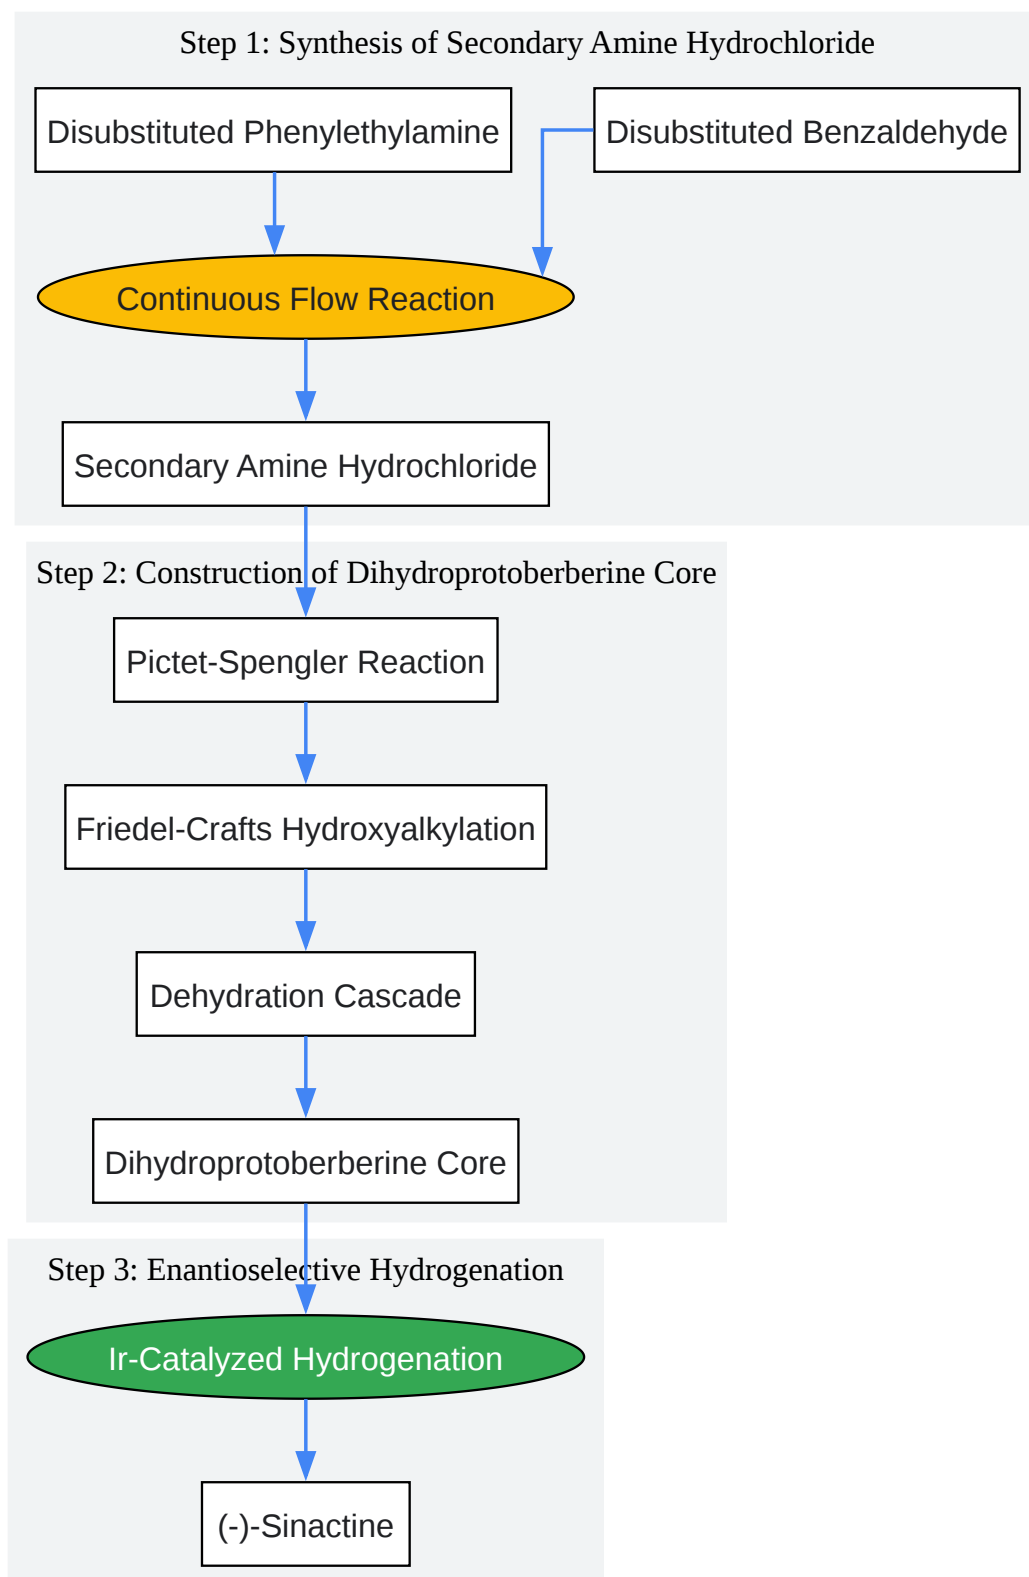 Step 1: Synthesis of Secondary Amine Hydrochloride
Disubstituted Phenylethylamine
Disubstituted Benzaldehyde
Continuous Flow Reaction
Secondary Amine Hydrochloride
Step 2: Construction of Dihydroprotoberberine Core
Pictet-Spengler Reaction
Friedel-Crafts Hydroxyalkylation
Dehydration Cascade
Dihydroprotoberberine Core
Step 3: Enantioselective Hydrogenation
Ir-Catalyzed Hydrogenation
(-)-Sinactine